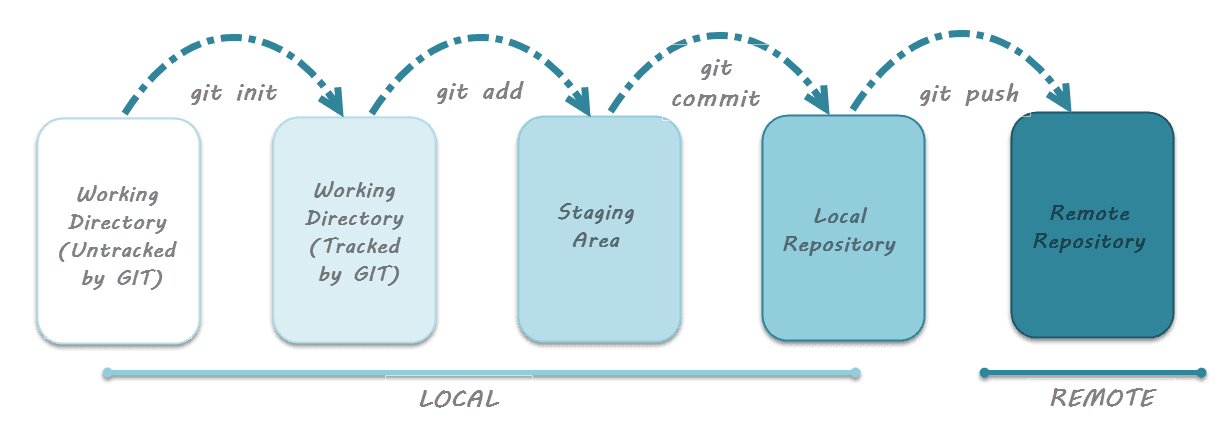 git init
git add
git
commit
git push
Working
Directory
(Untracked
by GIT)
Working
Directory
(Tracked
by GIT)
Staging
Area
Local
Repository
Remote
Repository
LOCAL
REMOTE